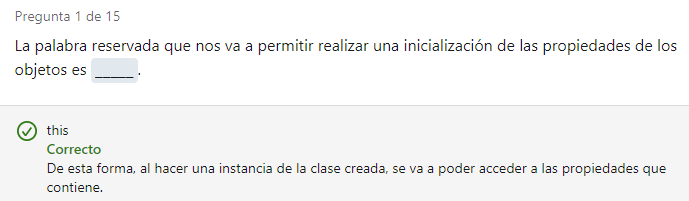 Pregunta 1 de 15
La palabra reservada que nos va a permitir realizar una inicialización de las propiedades de los
objetos es _____.
this
Correcto
De esta forma, al hacer una instancia de la clase creada, se va a poder acceder a las propiedades que
contiene.